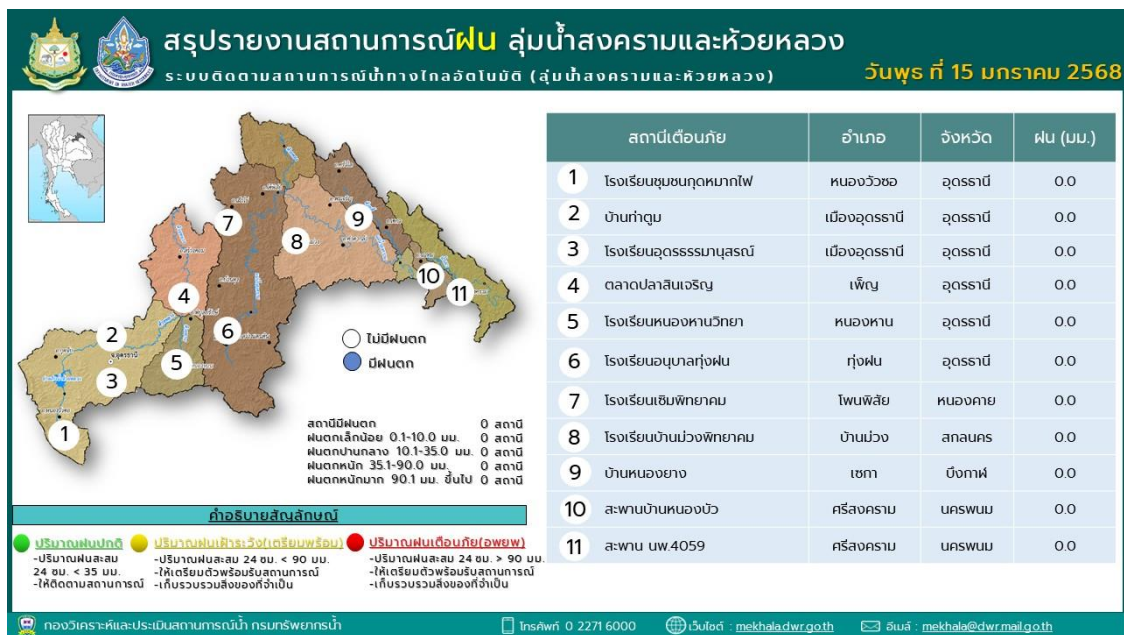 สรุปรายงานสถานการณ์ฝน ลุ่มน้ำสงครามและห้วยหลวง
ระบบติดตามสถานการณ์น้ำทางไกลอัตโนมัติ (ลุ่มน้ำสงครามและห้วยหลวง)
วันพุธ ที่ 15 มกราคม 2568
7
8
9
10
11
4
6
2
5
3
1
ไม่มีฝนตก
มีฝนตก
สถานีมีฝนตก 0 สถานี
ฝนตกเล็กน้อย 0.1-10.0 มม. 0 สถานี
ฝนตกปานกลาง 10.1-35.0 มม. 0 สถานี
ฝนตกหนัก 35.1-90.0 มม. 0 สถานี
ฝนตกหนักมาก 90.1 มม. ขึ้นไป 0 สถานี
คำอธิบายสัญลักษณ์
ปริมาณฝนปกติ
-ปริมาณฝนสะสม
24 ชม. < 35 มม.
-ให้ติดตามสถานการณ์
ปริมาณฝนเฝ้าระวัง(เตรียมพร้อม)
-ปริมาณฝนสะสม 24 ชม. < 90 มม.
-ให้เตรียมตัวพร้อมรับสถานการณ์
-เก็บรวบรวมสิ่งของที่จำเป็น
ปริมาณฝนเตือนภัย(อพยพ)
-ปริมาณฝนสะสม 24 ชม. > 90 มม.
-ให้เตรียมตัวพร้อมรับสถานการณ์
-เก็บรวบรวมสิ่งของที่จำเป็น
สถานีเตือนภัย อำเภอ จังหวัด ฝน (มม.)
1 โรงเรียนชุมชนกุดหมากไฟ หนองวัวซอ อุดรธานี 0.0
2 บ้านท่าตูม เมืองอุดรธานี อุดรธานี 0.0
3 โรงเรียนอุดรธรรมานุสรณ์ เมืองอุดรธานี อุดรธานี 0.0
4 ตลาดปลาสินเจริญ เพ็ญ อุดรธานี 0.0
5 โรงเรียนหนองหานวิทยา หนองหาน อุดรธานี 0.0
6 โรงเรียนอนุบาลทุ่งฝน ทุ่งฝน อุดรธานี 0.0
7 โรงเรียนเซิมพิทยาคม โพนพิสัย หนองคาย 0.0
8 โรงเรียนบ้านม่วงพิทยาคม บ้านม่วง สกลนคร 0.0
9 บ้านหนองยาง เซกา บึงกาฬ 0.0
10 สะพานบ้านหนองบัว ศรีสงคราม นครพนม 0.0
11 สะพาน นพ.4059 ศรีสงคราม นครพนม 0.0
กองวิเคราะห์และประเมินสถานการณ์น้ำ กรมทรัพยากรน้ำ โทรศัพท์ 0 2271 6000 เว็บไซต์ : mekhala.dwr.go.th อีเมล์ : mekhala@dwr.mail.go.th